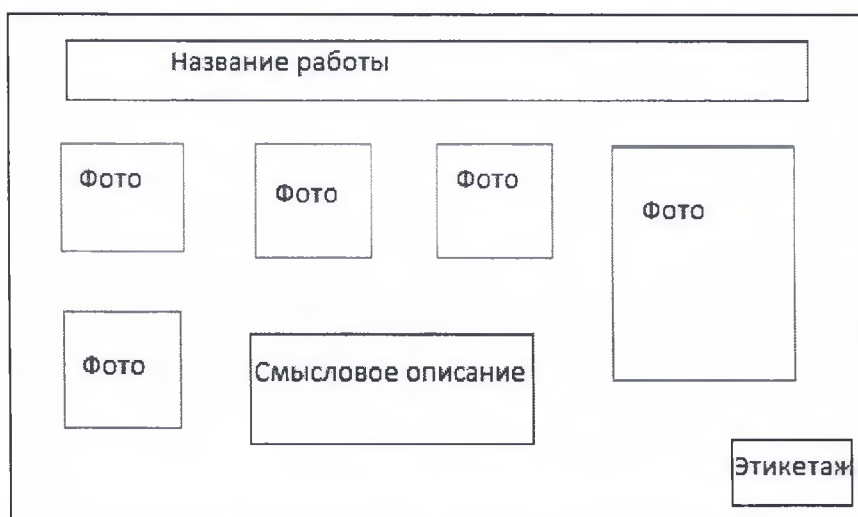 Название работы
Фото
Фото
Фото
Фото
Фото
Смысловое описание
Этикетаж